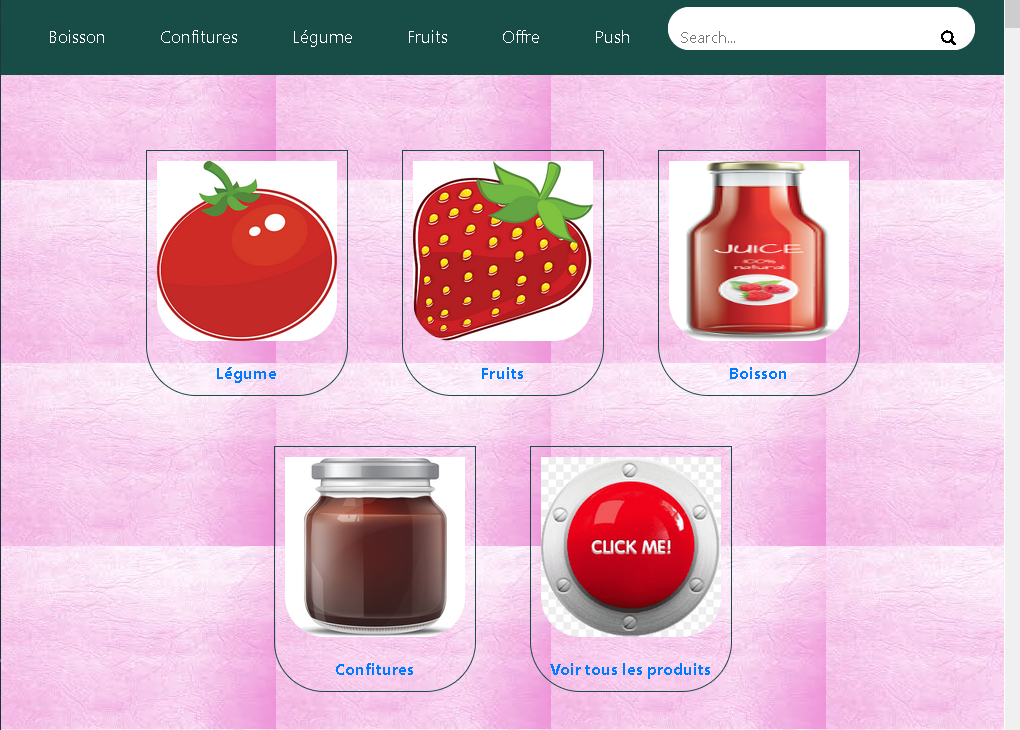 Boisson Confitures Légume Fruits Offre Push Search...
JUICE
100%
natural
Légume Fruits Boisson
CLICK ME!
Confitures Voir tous les produits